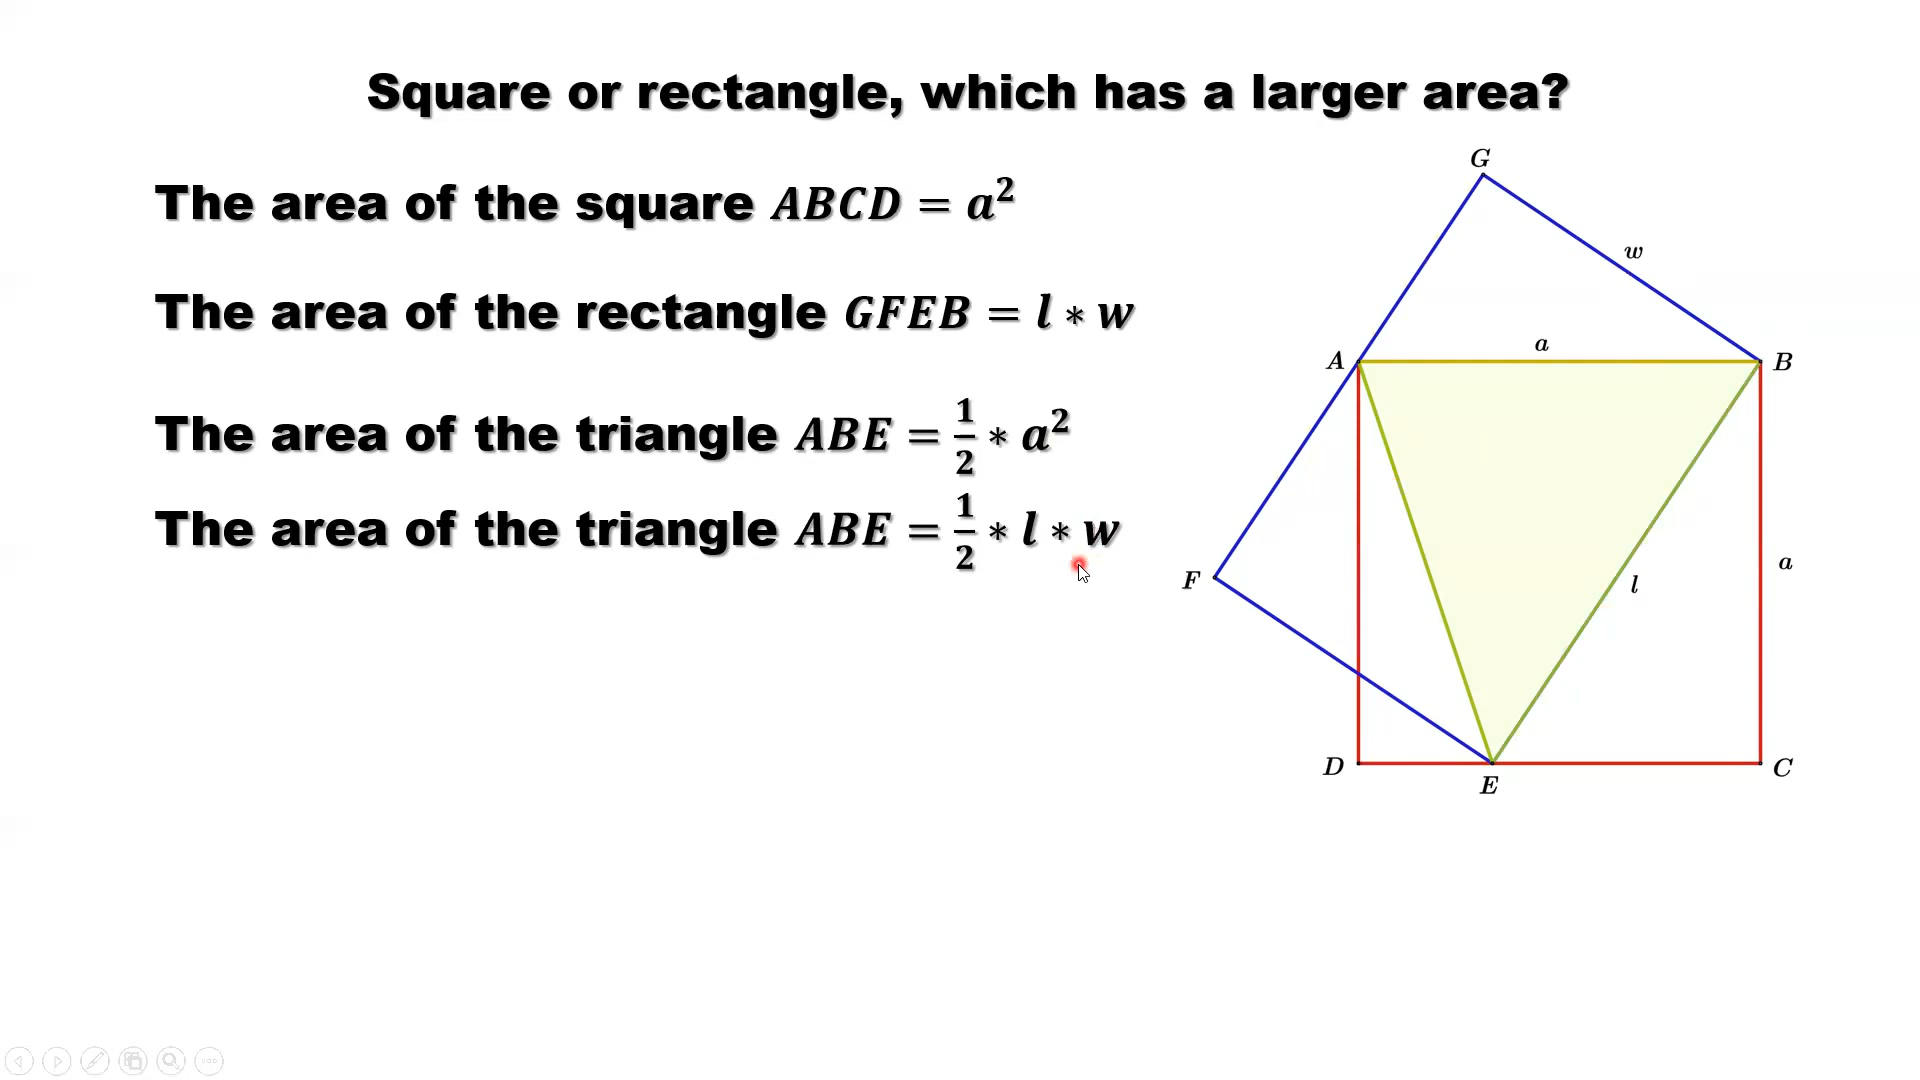 Square or rectangle, which has a larger area?
The area of the square ABCD = a²
The area of the rectangle GFEB = l ∗ w
The area of the triangle ABE = 1/2 ∗ a²
The area of the triangle ABE = 1/2 ∗ l ∗ w
G
w
a
A
B
F
l
a
D
C
E